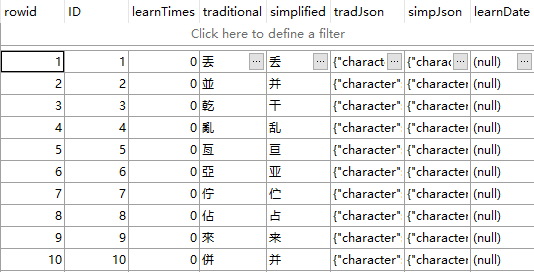 rowid ID learnTimes traditional simplified tradJson simpJson learnDate
Click here to define a filter
1 1 0 丟 ... 丢 ... {"charact ... {"charac ... (null) ...
2 2 0 並 并 {"character" {"character (null)
3 3 0 乾 干 {"character" {"character (null)
4 4 0 亂 乱 {"character" {"character (null)
5 5 0 亙 亘 {"character" {"character (null)
6 6 0 亞 亚 {"character" {"character (null)
7 7 0 佇 伫 {"character" {"character (null)
8 8 0 佔 占 {"character" {"character (null)
9 9 0 來 来 {"character" {"character (null)
10 10 0 併 并 {"character" {"character (null)